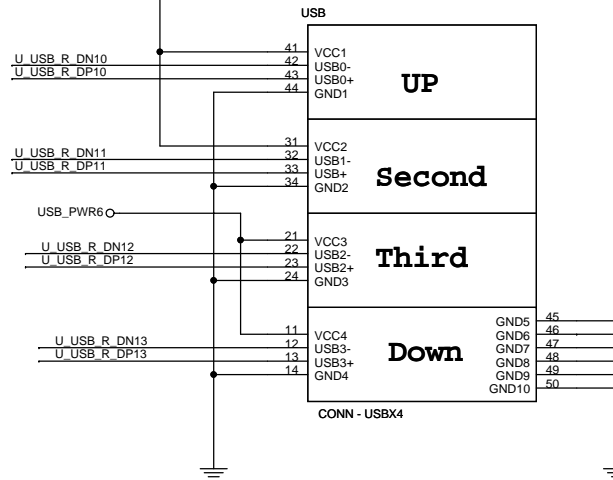 USB
41 VCC1
U_USB_R_DN10 42 USB0-
U_USB_R_DP10 43 USB0+
44 GND1
UP
31 VCC2
U_USB_R_DN11 32 USB1-
U_USB_R_DP11 33 USB+
34 GND2
Second
USB_PWR6
21 VCC3
U_USB_R_DN12 22 USB2-
U_USB_R_DP12 23 USB2+
24 GND3
Third
11 VCC4
U_USB_R_DN13 12 USB3-
U_USB_R_DP13 13 USB3+
14 GND4
Down
GND5 45
GND6 46
GND7 47
GND8 48
GND9 49
GND10 50
CONN - USBX4